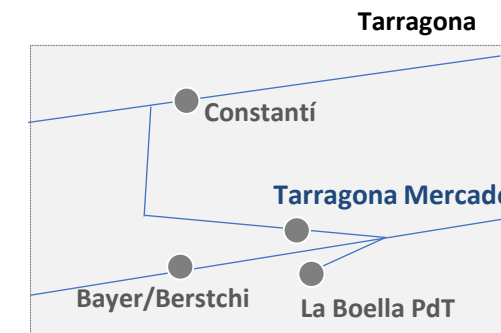 Tarragona
Constantí
Tarragona Mercade
Bayer/Berstchi
La Boella PdT